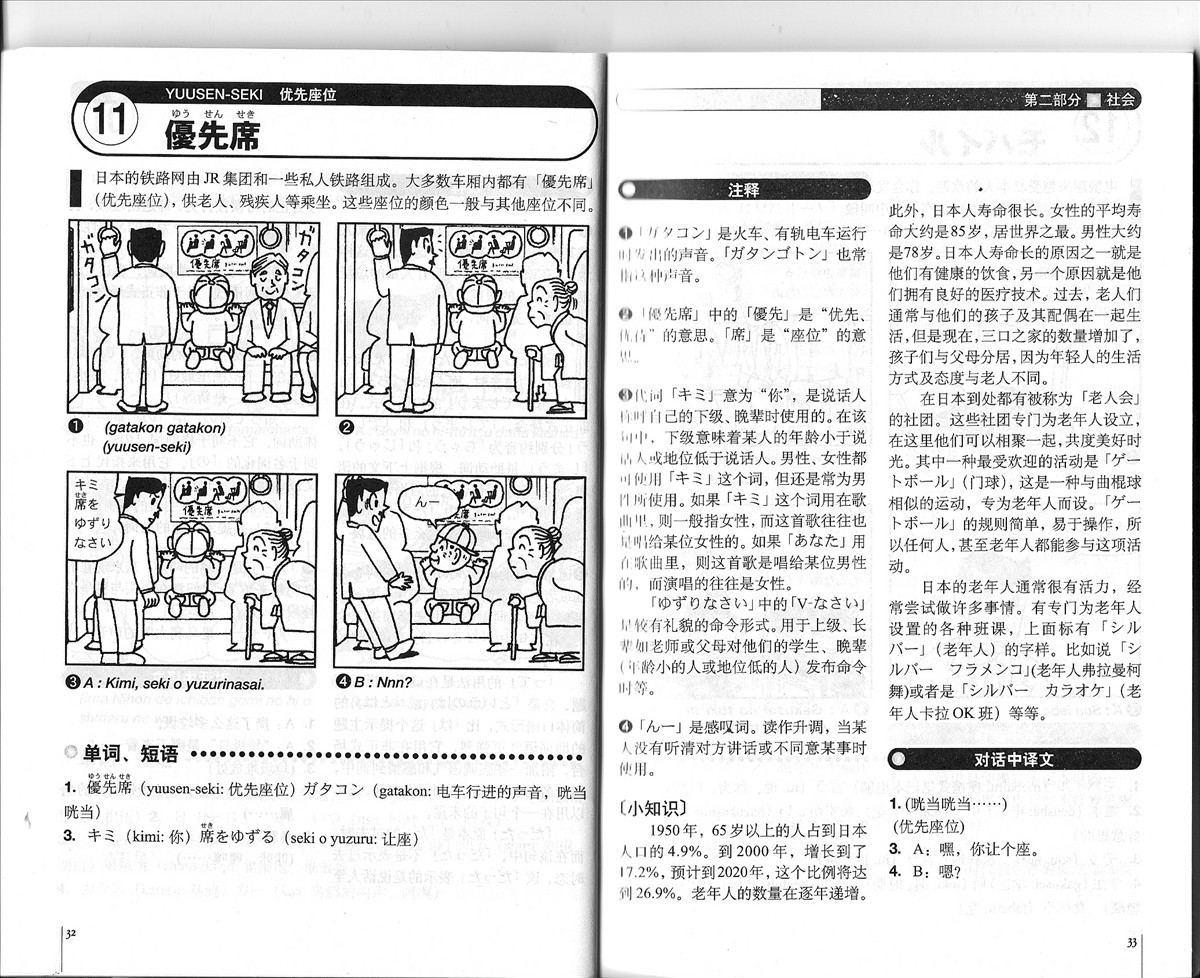 YUUSEN-SEKI 优先座位
11
ゆう せん せき
優先席
日本的铁路网由 JR 集团和一些私人铁路组成。大多数车厢内都有「優先席」
(优先座位)，供老人、残疾人等乘坐。这些座位的颜色一般与其他座位不同。
ガタコン
ガタコン
優先席
優先席
❶ (gatakon gatakon)
(yuusen-seki)
❷
キミ
せき
席を
ゆずり
なさい
優先席
んー
優先席
❸ A : Kimi, seki o yuzurinasai.
❹ B : Nnn?
单词、短语
ゆう せん せき
1. 優先席（yuusen-seki: 优先座位）ガタコン（gatakon: 电车行进的声音，咣当
咣当）
せき
3. キミ（kimi: 你）席をゆずる（seki o yuzuru: 让座）
32
第二部分 社会
注释
❶「ガタコン」是火车、有轨电车运行
时发出的声音。「ガタンゴトン」也常
指这种声音。
❷「優先席」中的「優先」是“优先、
优待”的意思。「席」是“座位”的意
思。
❸代词「キミ」意为“你”，是说话人
称呼自己的下级、晚辈时使用的。在该
句中，下级意味着某人的年龄小于说
话人或地位低于说话人。男性、女性都
可使用「キミ」这个词，但还是常为男
性所使用。如果「キミ」这个词用在歌
曲里，则一般指女性，而这首歌往往也
是唱给某位女性的。如果「あなた」用
在歌曲里，则这首歌是唱给某位男性
的，而演唱的往往是女性。
「ゆずりなさい」中的「V-なさい」
是较有礼貌的命令形式。用于上级、长
辈如老师或父母对他们的学生、晚辈
(年龄小的人或地位低的人) 发布命令
时等。
❹「んー」是感叹词。读作升调，当某
人没有听清对方讲话或不同意某事时
使用。
〔小知识〕
1950年，65岁以上的人占到日本
人口的 4.9%。到 2000 年，增长到了
17.2%，预计到2020年，这个比例将达
到 26.9%。老年人的数量在逐年递增。
此外，日本人寿命很长。女性的平均寿
命大约是85岁，居世界之最。男性大约
是78岁。日本人寿命长的原因之一就是
他们有健康的饮食，另一个原因就是他
们拥有良好的医疗技术。过去，老人们
通常与他们的孩子及其配偶在一起生
活，但是现在，三口之家的数量增加了，
孩子们与父母分居，因为年轻人的生活
方式及态度与老人不同。
在日本到处都有被称为「老人会」
的社团。这些社团专门为老年人设立，
在这里他们可以相聚一起，共度美好时
光。其中一种最受欢迎的活动是「ゲー
トボール」(门球)，这是一种与曲棍球
相似的运动，专为老年人而设。「ゲー
トボール」的规则简单，易于操作，所
以任何人，甚至老年人都能参与这项活
动。
日本的老年人通常很有活力，经
常尝试做许多事情。有专门为老年人
设置的各种班课，上面标有「シル
バー」(老年人) 的字样。比如说「シ
ルバー フラメンコ」(老年人弗拉曼柯
舞)或者是「シルバー カラオケ」(老
年人卡拉 OK 班）等等。
对话中译文
1. (咣当咣当……)
(优先座位)
3. A：嘿，你让个座。
4. B：嗯?
33